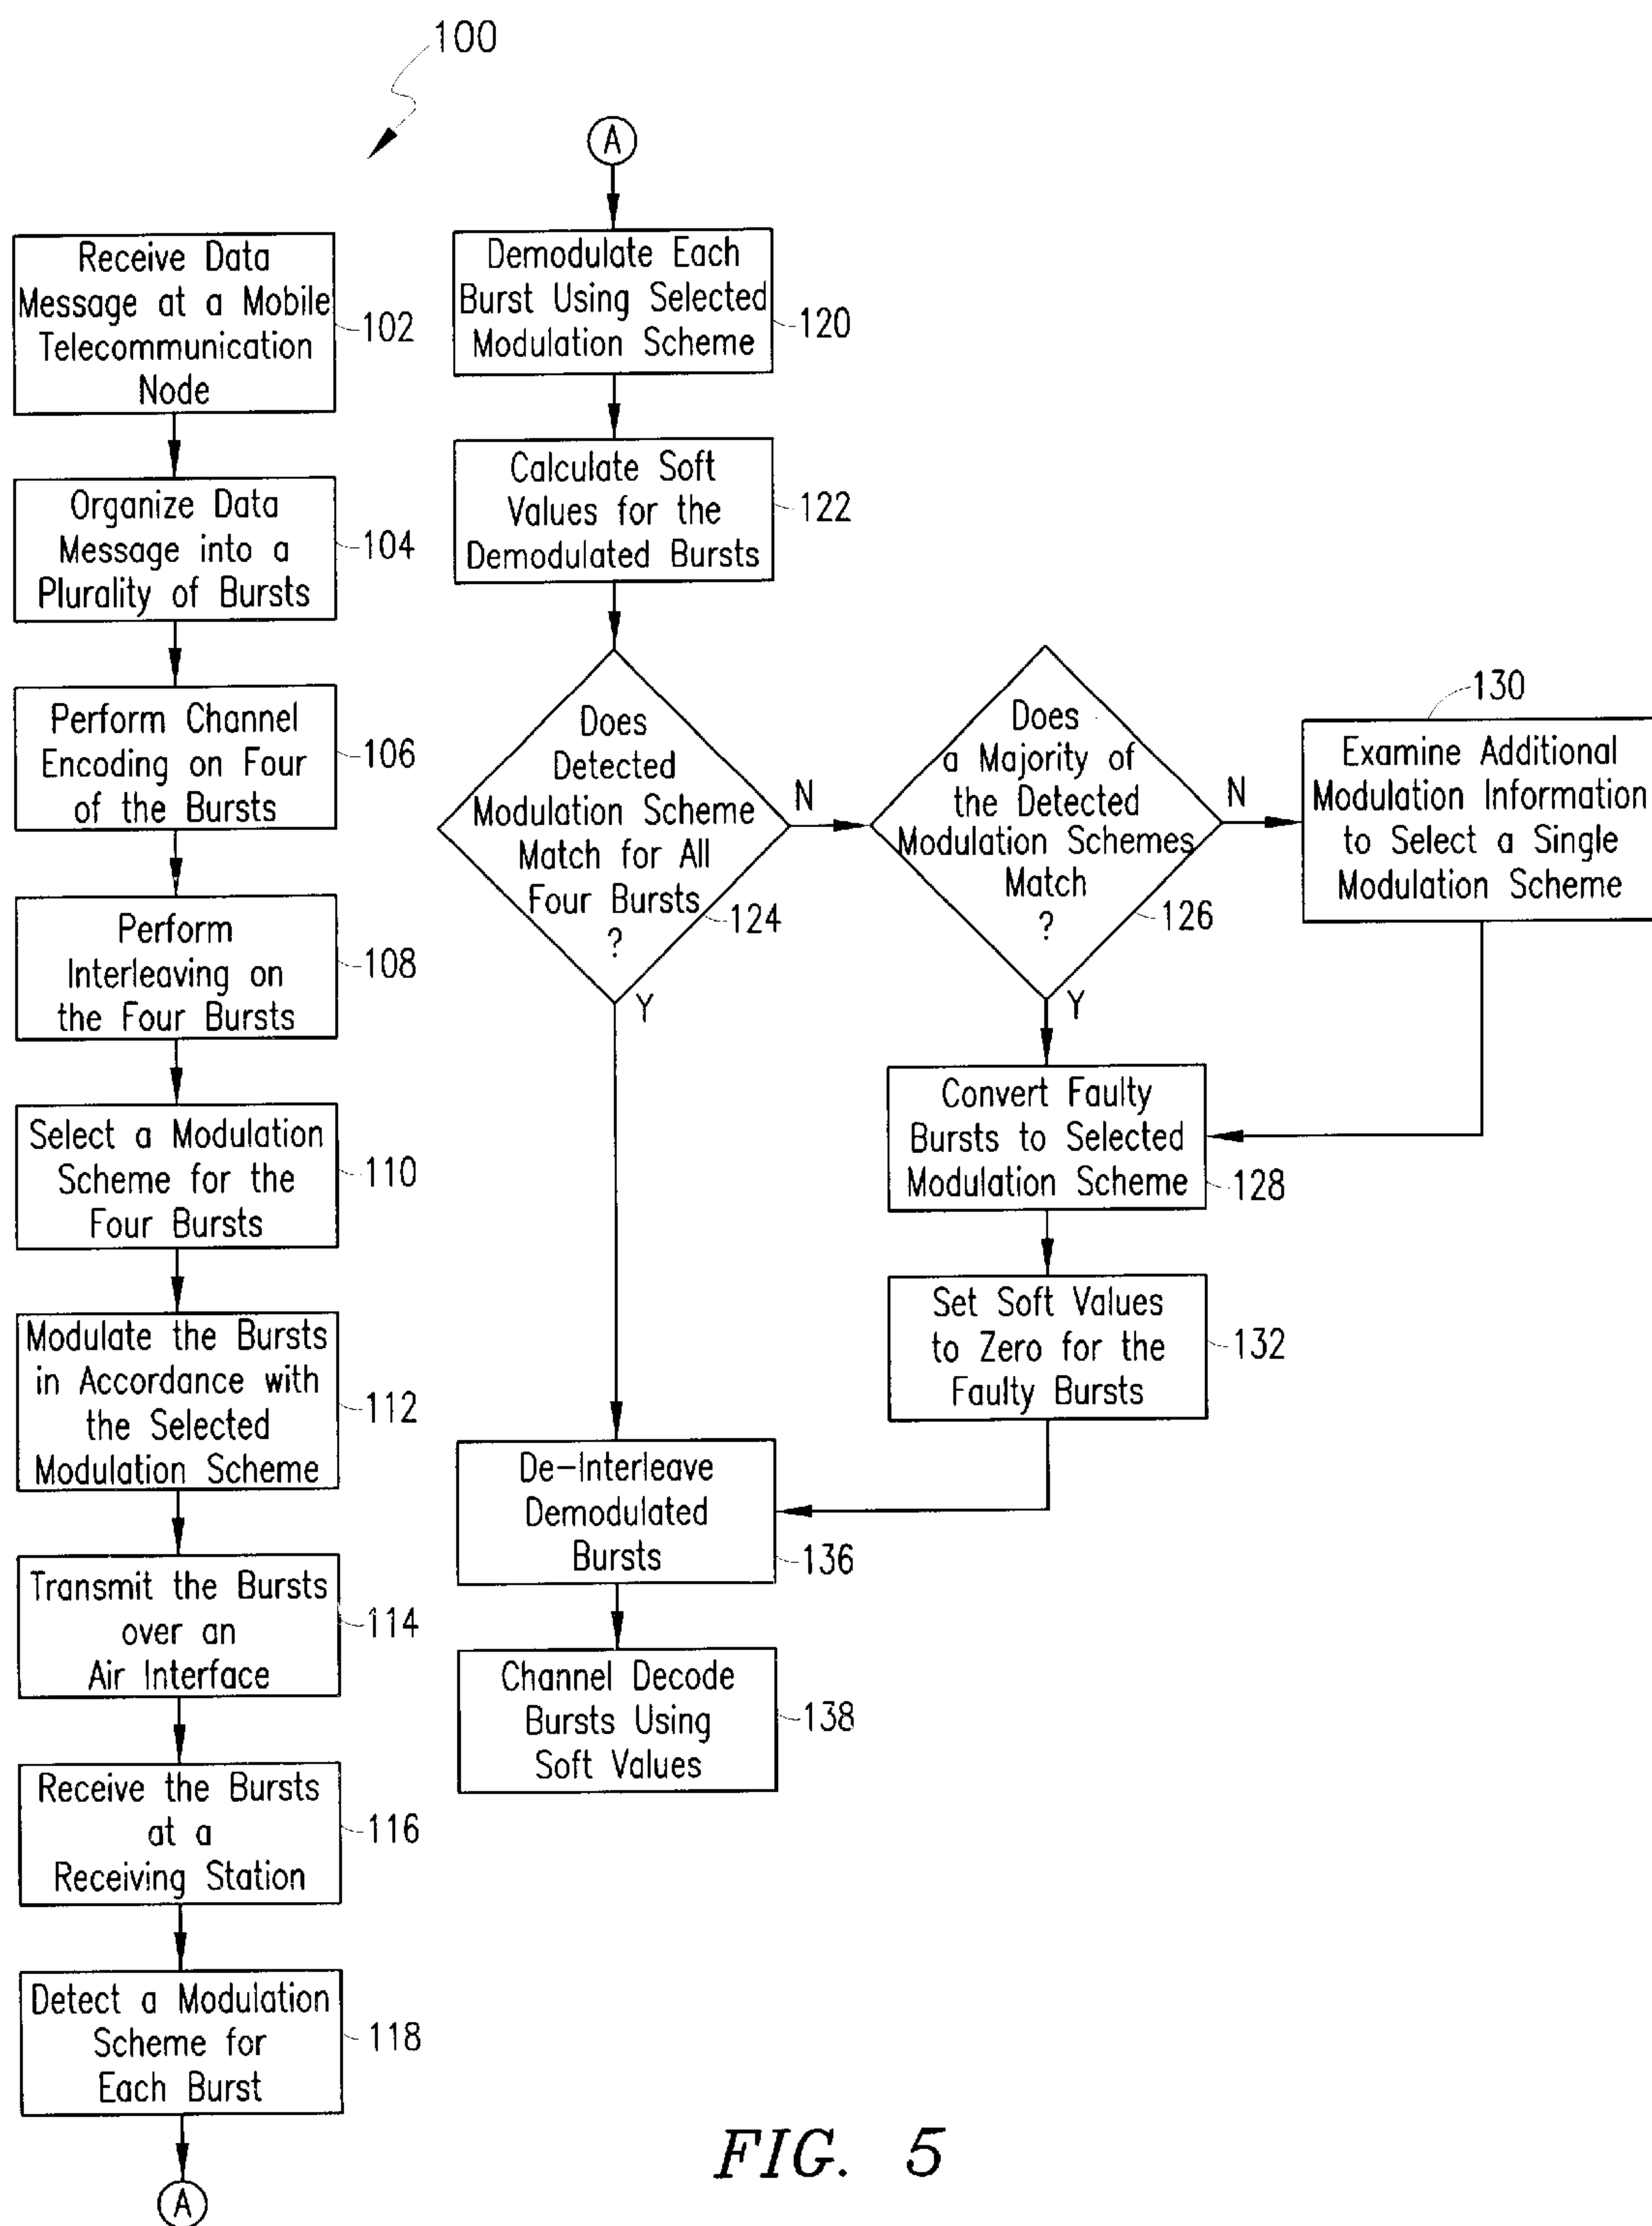 100
Receive Data
Message at a Mobile
Telecommunication
Node
102
Organize Data
Message into a
Plurality of Bursts
104
Perform Channel
Encoding on Four
of the Bursts
106
Perform
Interleaving on
the Four Bursts
108
Select a Modulation
Scheme for the
Four Bursts
110
Modulate the Bursts
in Accordance with
the Selected
Modulation Scheme
112
Transmit the Bursts
over an
Air Interface
114
Receive the Bursts
at a
Receiving Station
116
Detect a Modulation
Scheme for
Each Burst
118
A
A
Demodulate Each
Burst Using Selected
Modulation Scheme
120
Calculate Soft
Values for the
Demodulated Bursts
122
Does
Detected
Modulation Scheme
Match for All
Four Bursts
?
124
N
Y
Does
a Majority of
the Detected
Modulation Schemes
Match
?
126
N
Y
130
Examine Additional
Modulation Information
to Select a Single
Modulation Scheme
Convert Faulty
Bursts to Selected
Modulation Scheme
128
Set Soft Values
to Zero for the
Faulty Bursts
132
De-Interleave
Demodulated
Bursts
136
Channel Decode
Bursts Using
Soft Values
138
FIG. 5